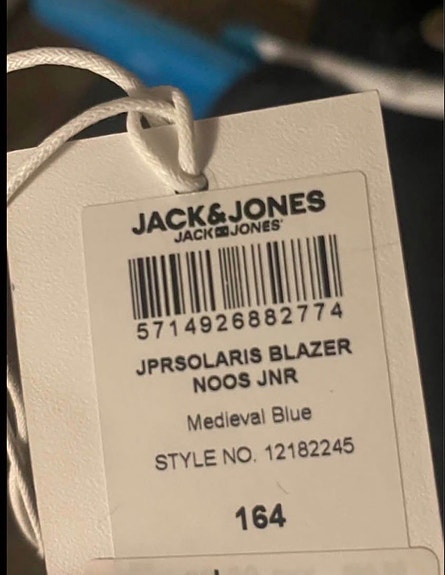 JACK&JONES
JACK JONES
5714926882774
JPRSOLARIS BLAZER
NOOS JNR
Medieval Blue
STYLE NO. 12182245
164